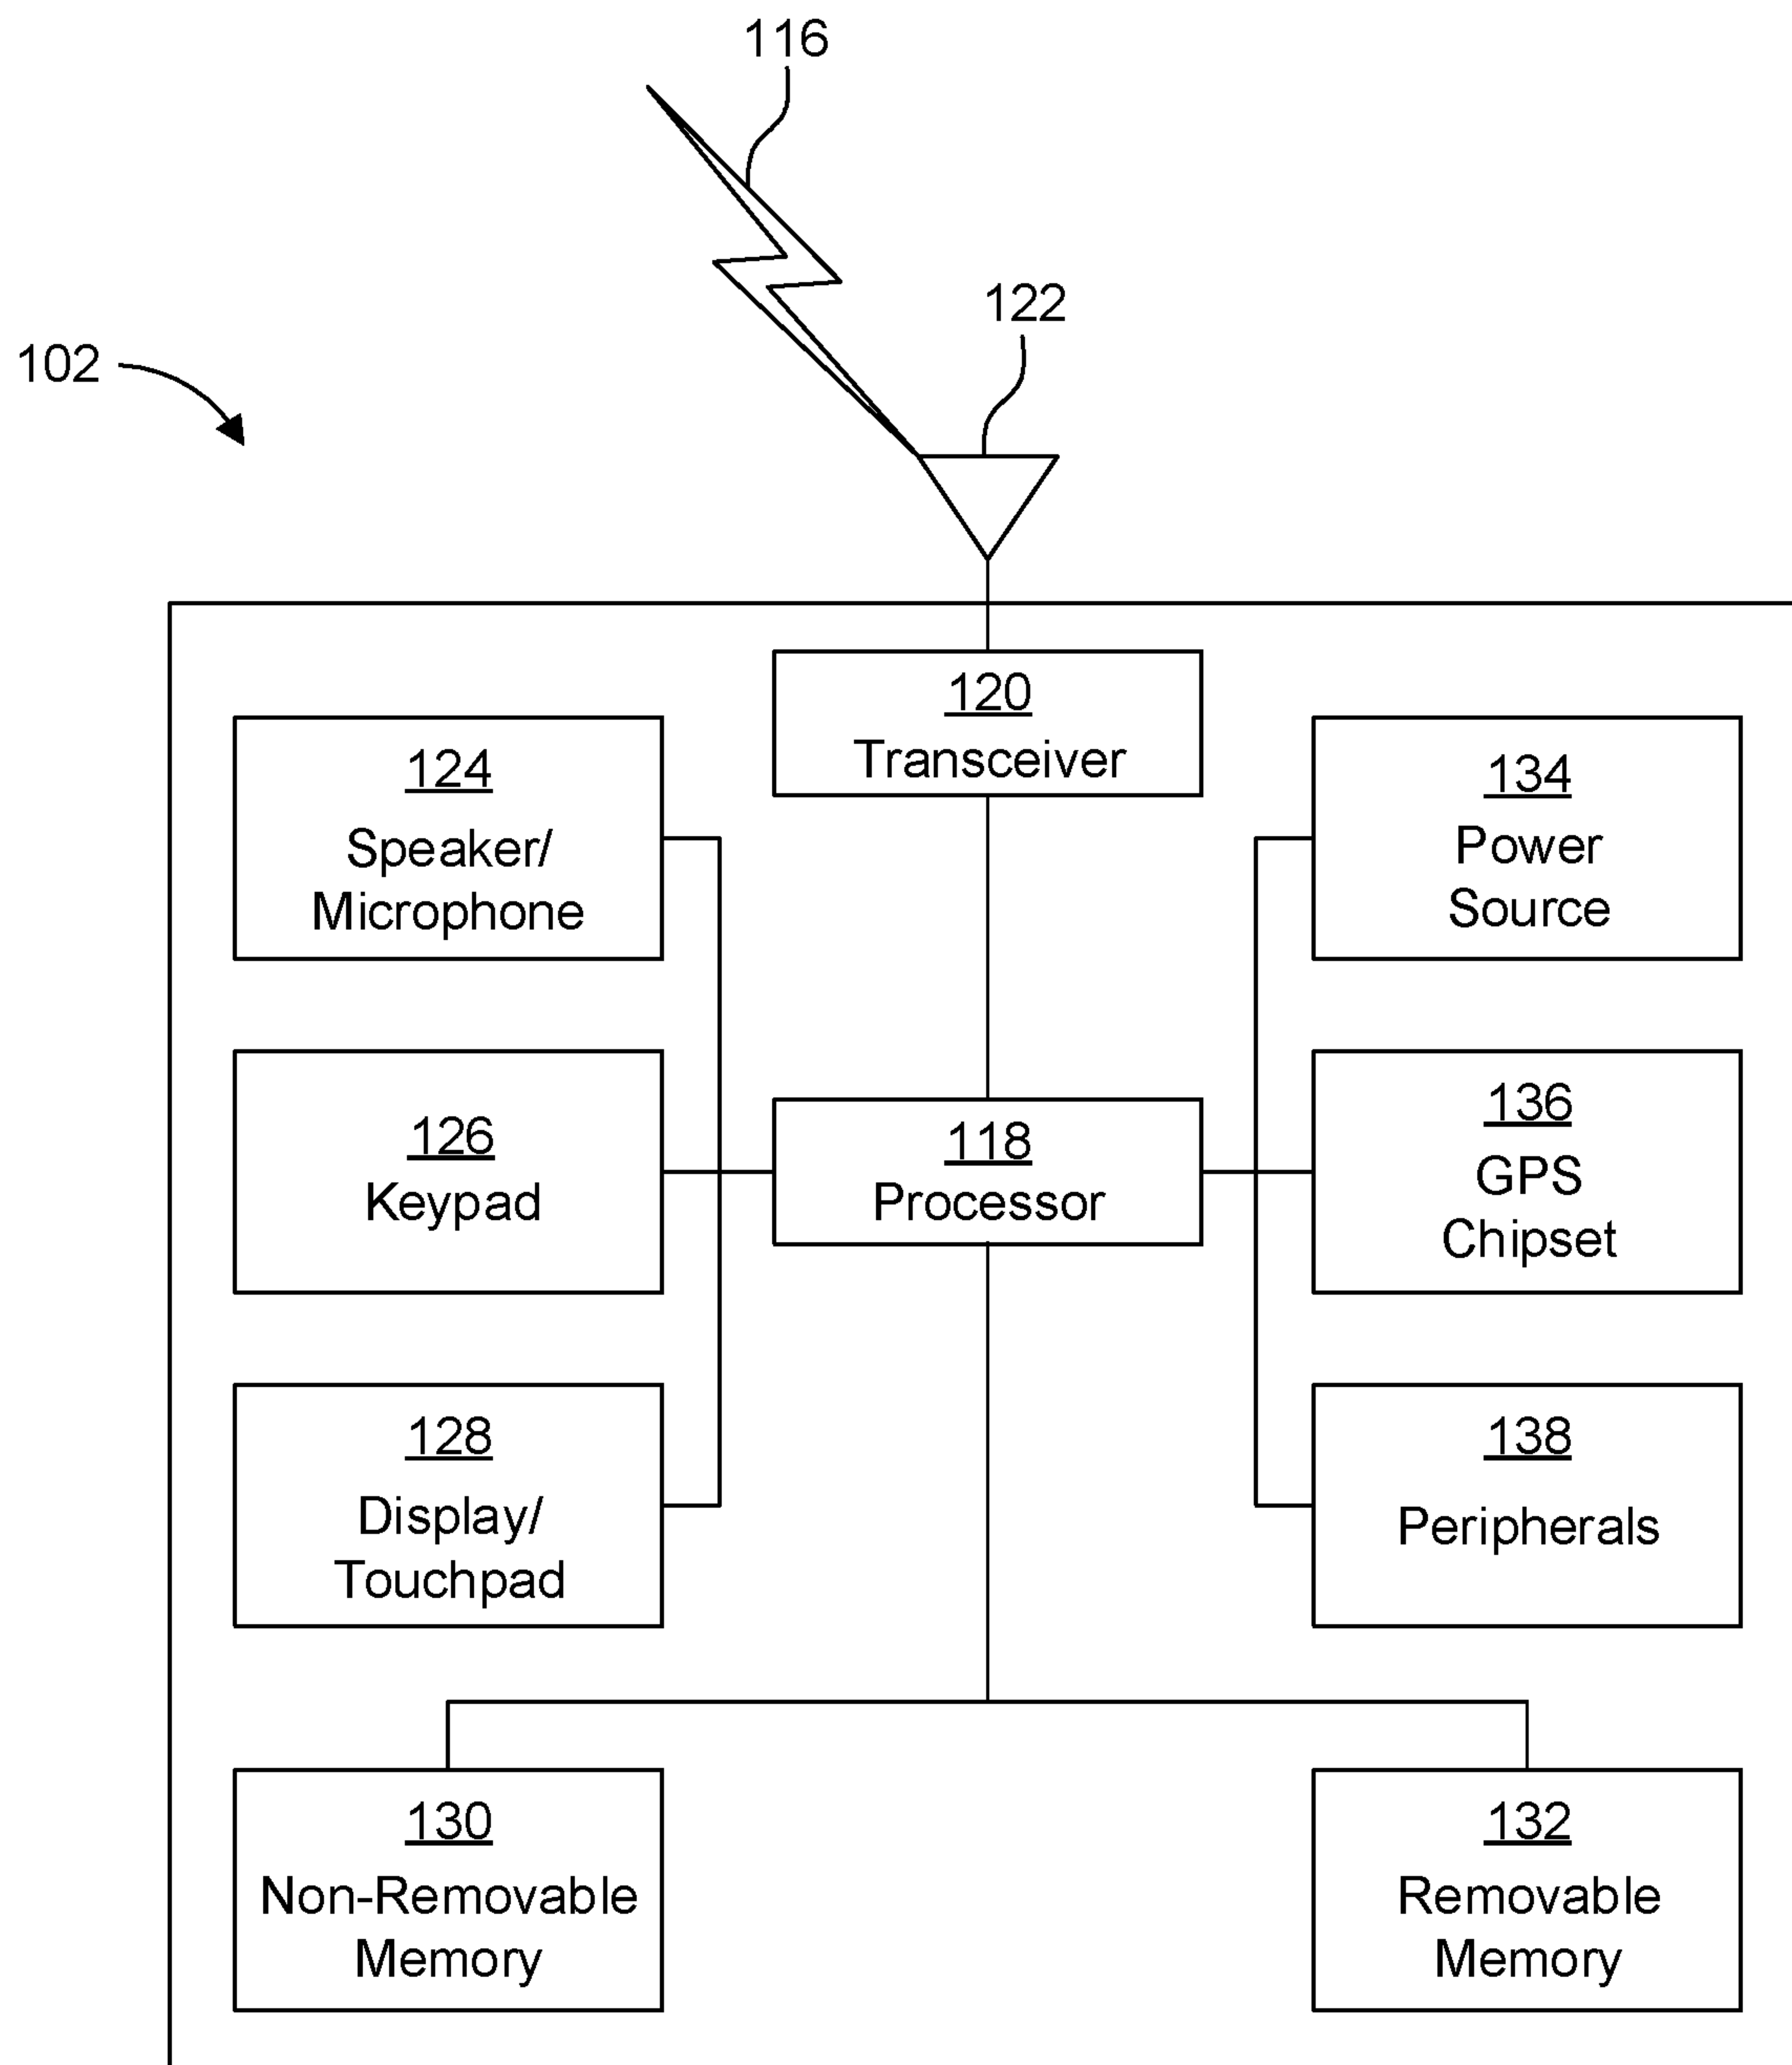 116
122
102
120
Transceiver
124
Speaker/
Microphone
134
Power
Source
126
Keypad
118
Processor
136
GPS
Chipset
128
Display/
Touchpad
138
Peripherals
130
Non-Removable
Memory
132
Removable
Memory